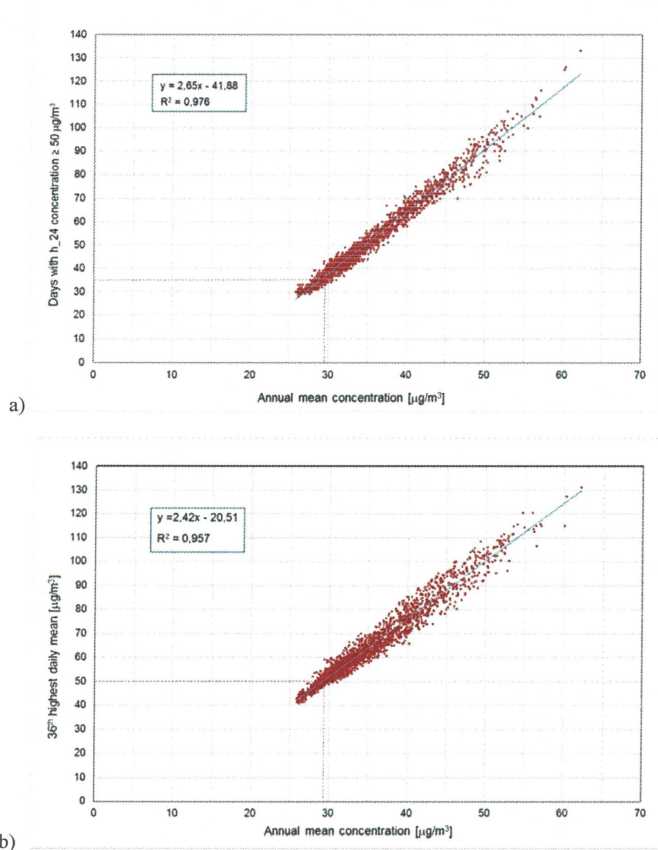 140
130
120
110
100
90
80
70
60
50
40
30
20
10
0
Days with h_24 concentration ≥ 50 µg/m³
y = 2,65x - 41,88
R² = 0,976
0 10 20 30 40 50 60 70
Annual mean concentration [µg/m³]
a)
140
130
120
110
100
90
80
70
60
50
40
30
20
10
0
36th highest daily mean [µg/m³]
y =2,42x - 20,51
R² = 0,957
0 10 20 30 40 50 60 70
Annual mean concentration [µg/m³]
b)